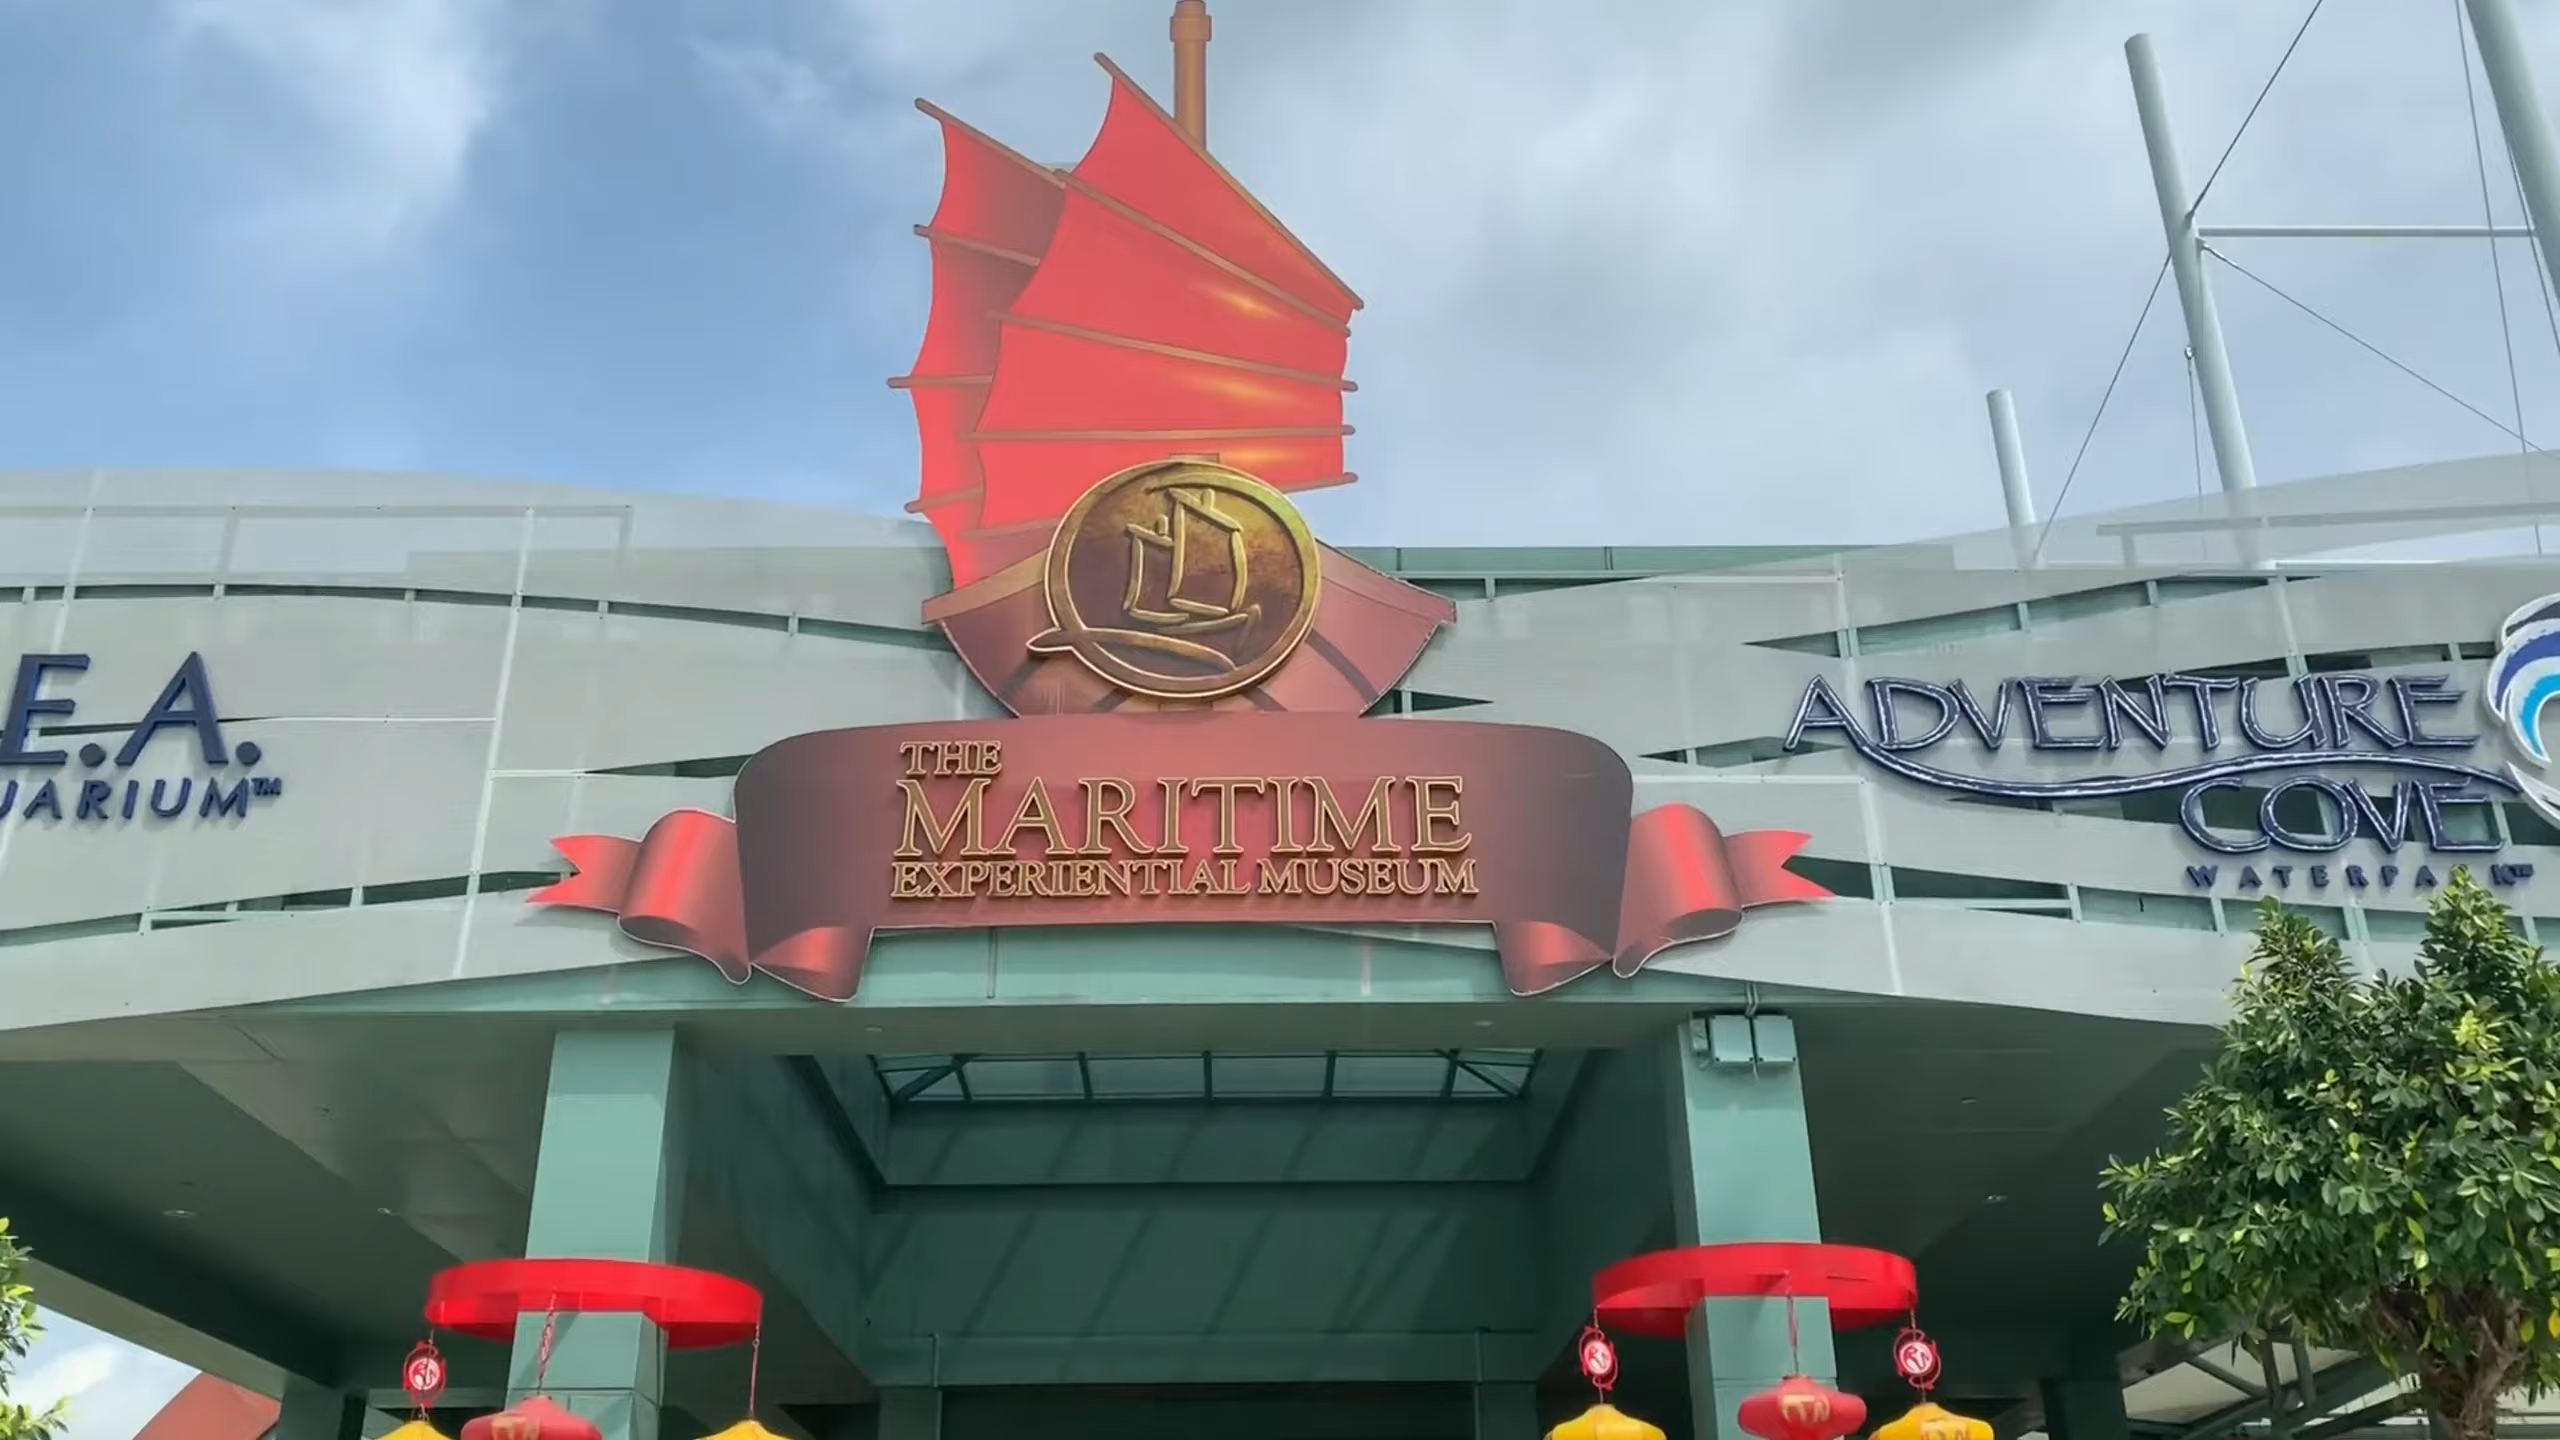 E.A.
UARIUM™
THE
MARITIME
EXPERIENTIAL MUSEUM
ADVENTURE
COVE
WATERPARK™